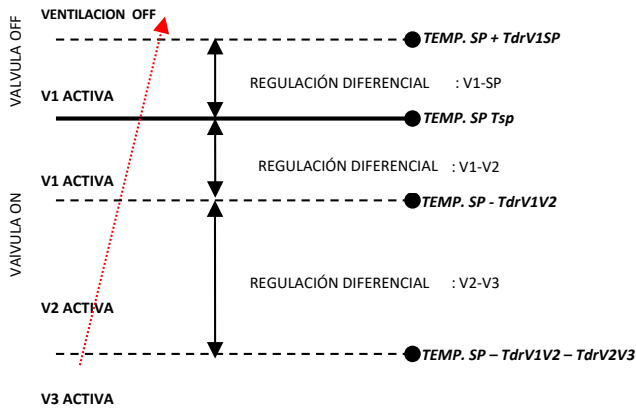 VENTILACION OFF
TEMP. SP + TdrV1SP
VALVULA OFF
REGULACIÓN DIFERENCIAL : V1-SP
V1 ACTIVA
TEMP. SP Tsp
REGULACIÓN DIFERENCIAL : V1-V2
V1 ACTIVA
TEMP. SP - TdrV1V2
VAIVULA ON
REGULACIÓN DIFERENCIAL : V2-V3
V2 ACTIVA
TEMP. SP – TdrV1V2 – TdrV2V3
V3 ACTIVA